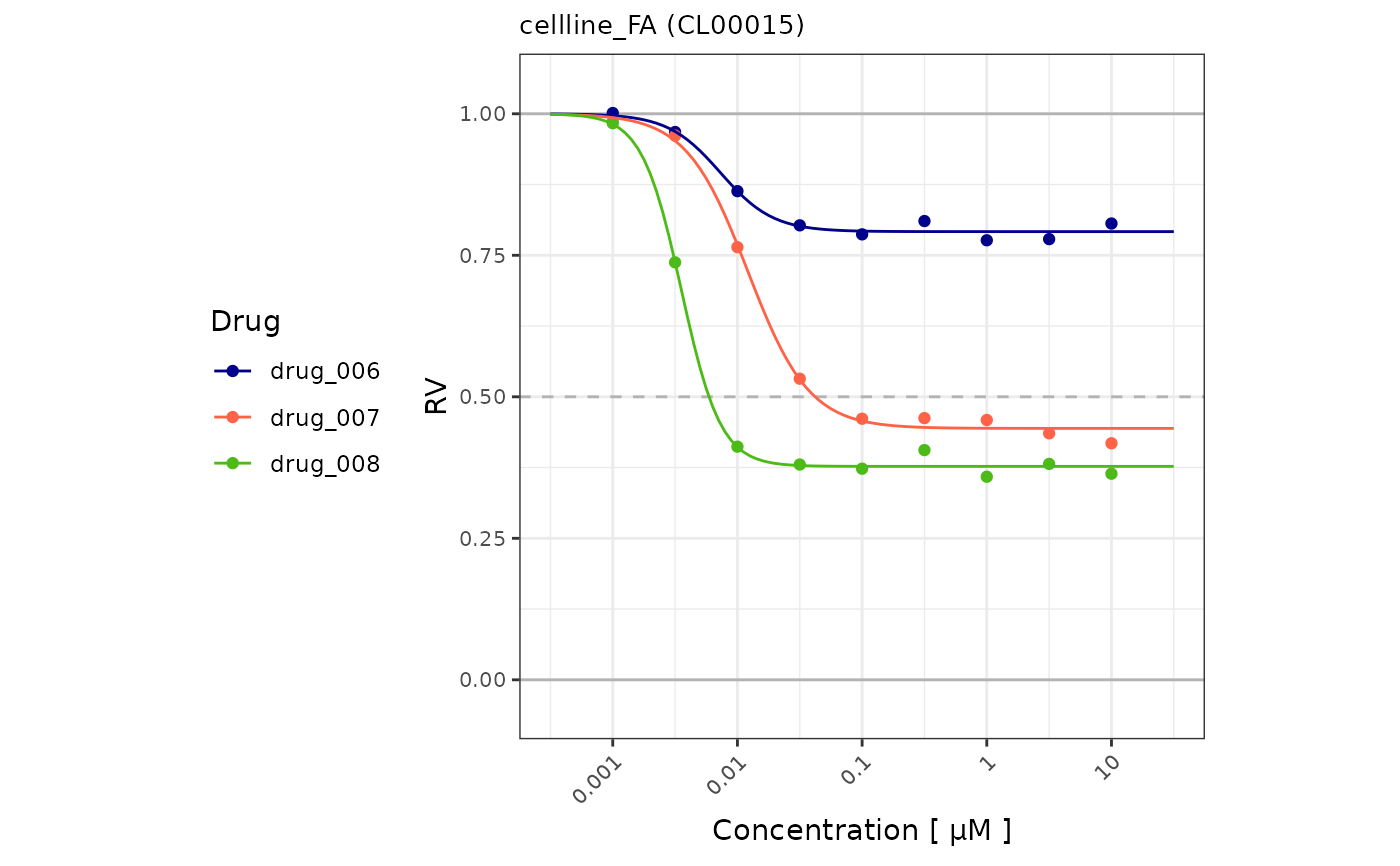 cellline_FA (CL00015)
Drug
drug_006
drug_007
drug_008
RV
1.00
0.75
0.50
0.25
0.00
0.001
0.01
0.1
1
10
Concentration [ µM ]